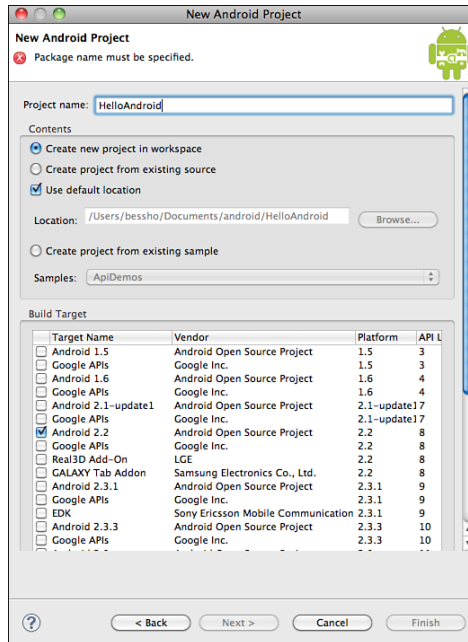 New Android Project
New Android Project
Package name must be specified.
Project name: HelloAndroid
Contents
Create new project in workspace
Create project from existing source
Use default location
Location: /Users/bessho/Documents/android/HelloAndroid Browse...
Create project from existing sample
Samples: ApiDemos
Build Target
Target Name Vendor Platform API L
Android 1.5 Android Open Source Project 1.5 3
Google APIs Google Inc. 1.5 3
Android 1.6 Android Open Source Project 1.6 4
Google APIs Google Inc. 1.6 4
Android 2.1-update1 Android Open Source Project 2.1-update1 7
Google APIs Google Inc. 2.1-update1 7
Android 2.2 Android Open Source Project 2.2 8
Google APIs Google Inc. 2.2 8
Real3D Add-On LGE 2.2 8
GALAXY Tab Addon Samsung Electronics Co., Ltd. 2.2 8
Android 2.3.1 Android Open Source Project 2.3.1 9
Google APIs Google Inc. 2.3.1 9
EDK Sony Ericsson Mobile Communication 2.3.1 9
Android 2.3.3 Android Open Source Project 2.3.3 10
Google APIs Google Inc. 2.3.3 10
? < Back Next > Cancel Finish